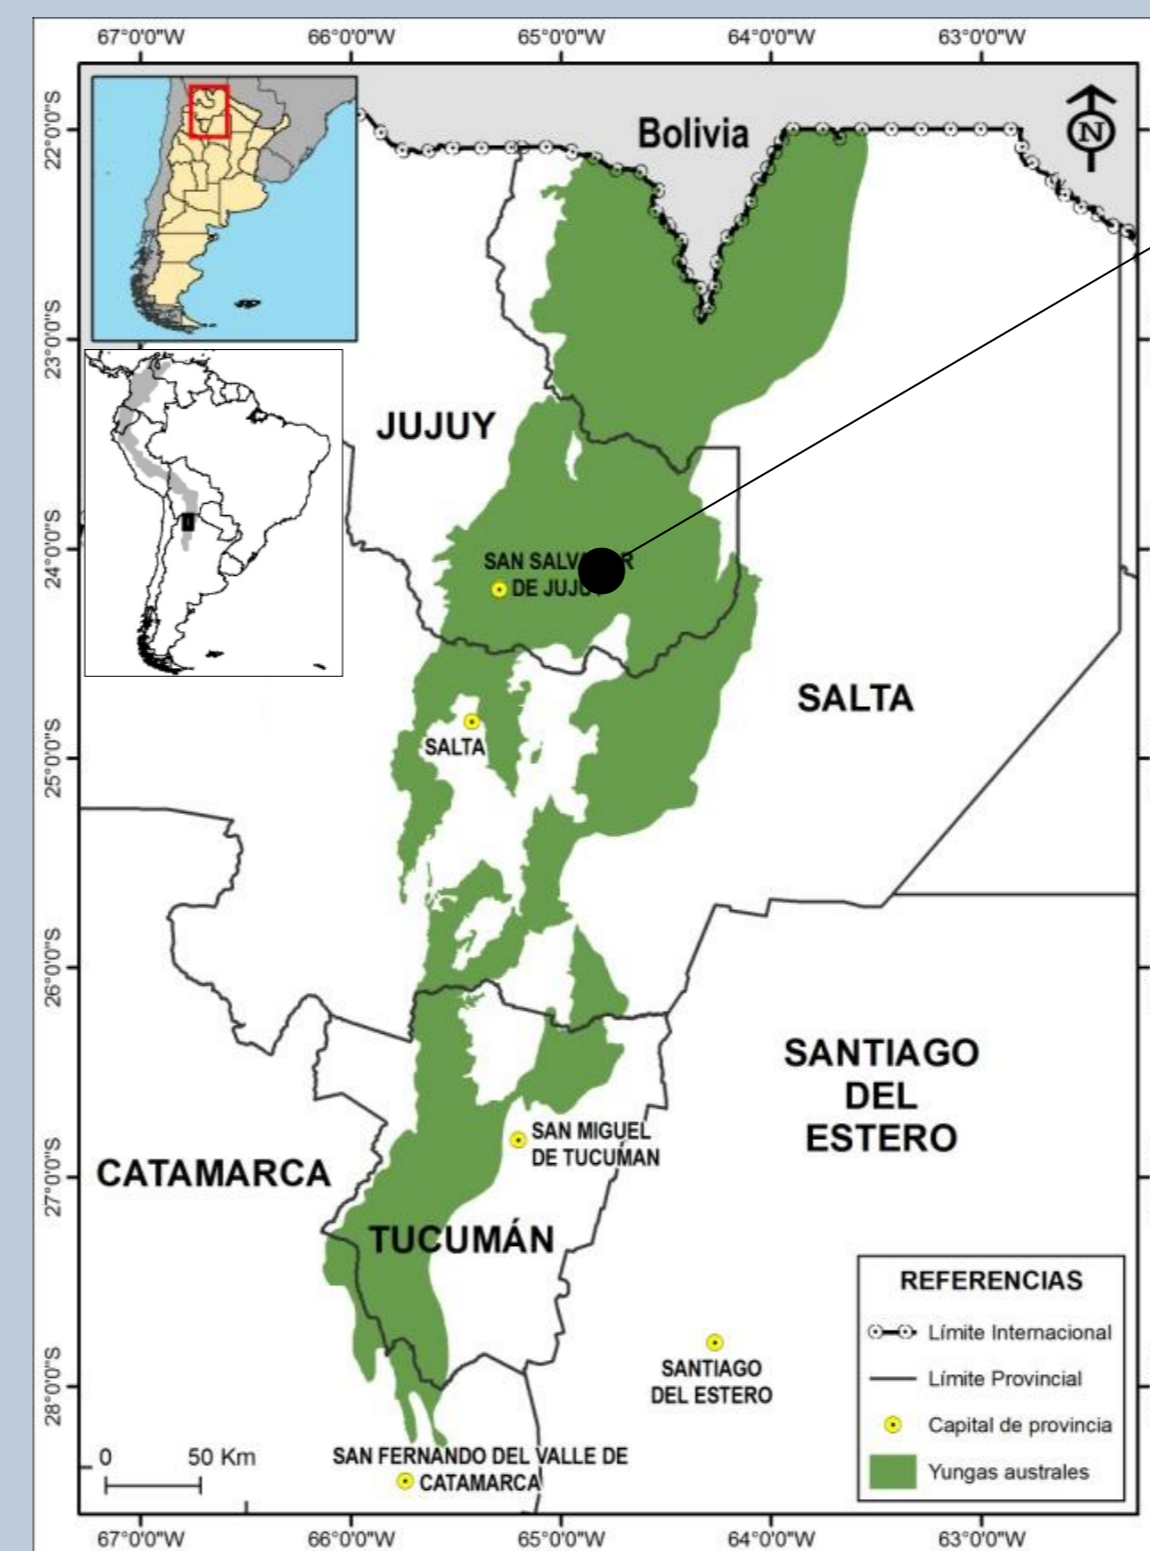 67°0'0"W 66°0'0"W 65°0'0"W 64°0'0"W 63°0'0"W
22°0'0"S
23°0'0"S
24°0'0"S
25°0'0"S
26°0'0"S
27°0'0"S
28°0'0"S
N
Bolivia
JUJUY
DE
SALTA
SALTA
SANTIAGO
DEL
ESTERO
SAN MIGUEL
DE TUCUMAN
CATAMARCA
TUCUMÁN
SANTIAGO
DEL ESTERO
SAN FERNANDO DEL VALLE DE
CATAMARCA
0 50 Km
REFERENCIAS
Límite Internacional
Límite Provincial
Capital de provincia
Yungas australes
67°0'0"W 66°0'0"W 65°0'0"W 64°0'0"W 63°0'0"W